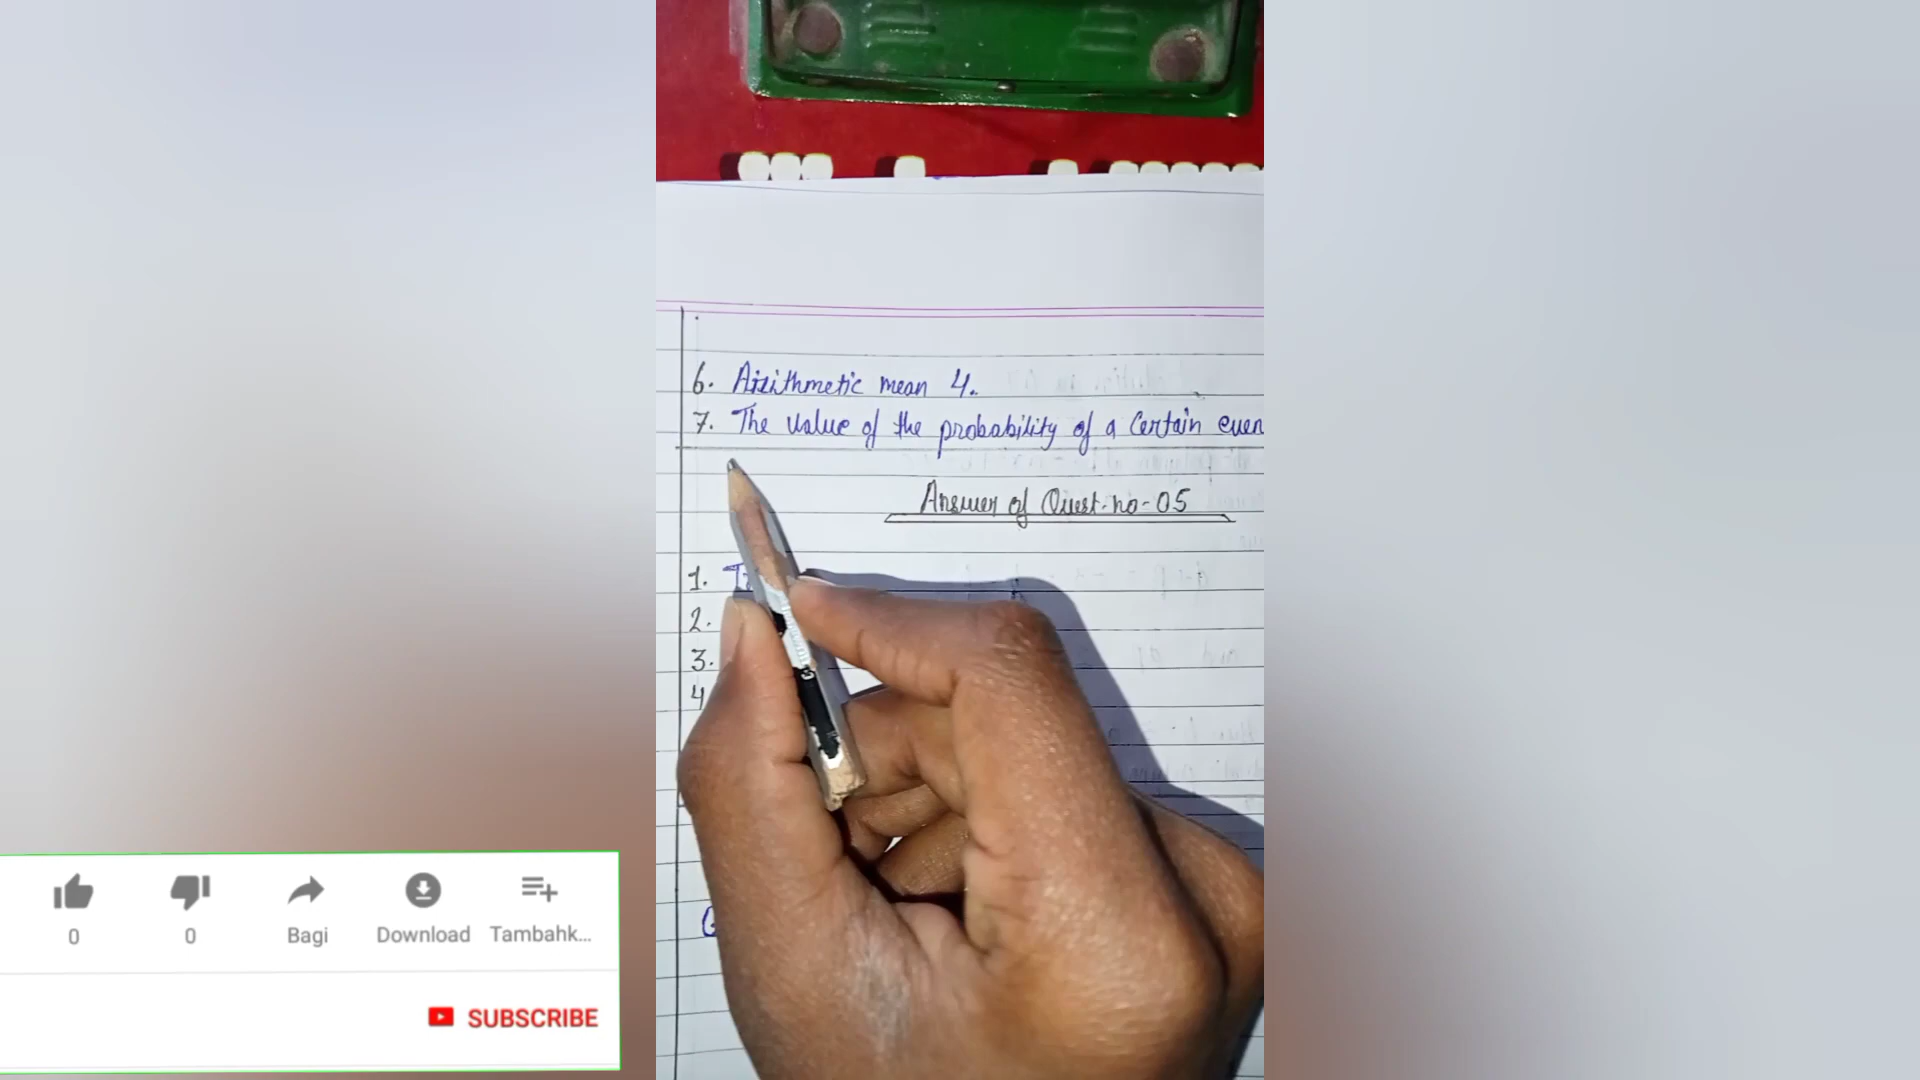 6. Arithmetic mean 4.
7. The value of the probability of a Certain even
Answer of Quest. no - 05
1.
2.
3.
4
0
0
Bagi
Download
Tambahk...
SUBSCRIBE